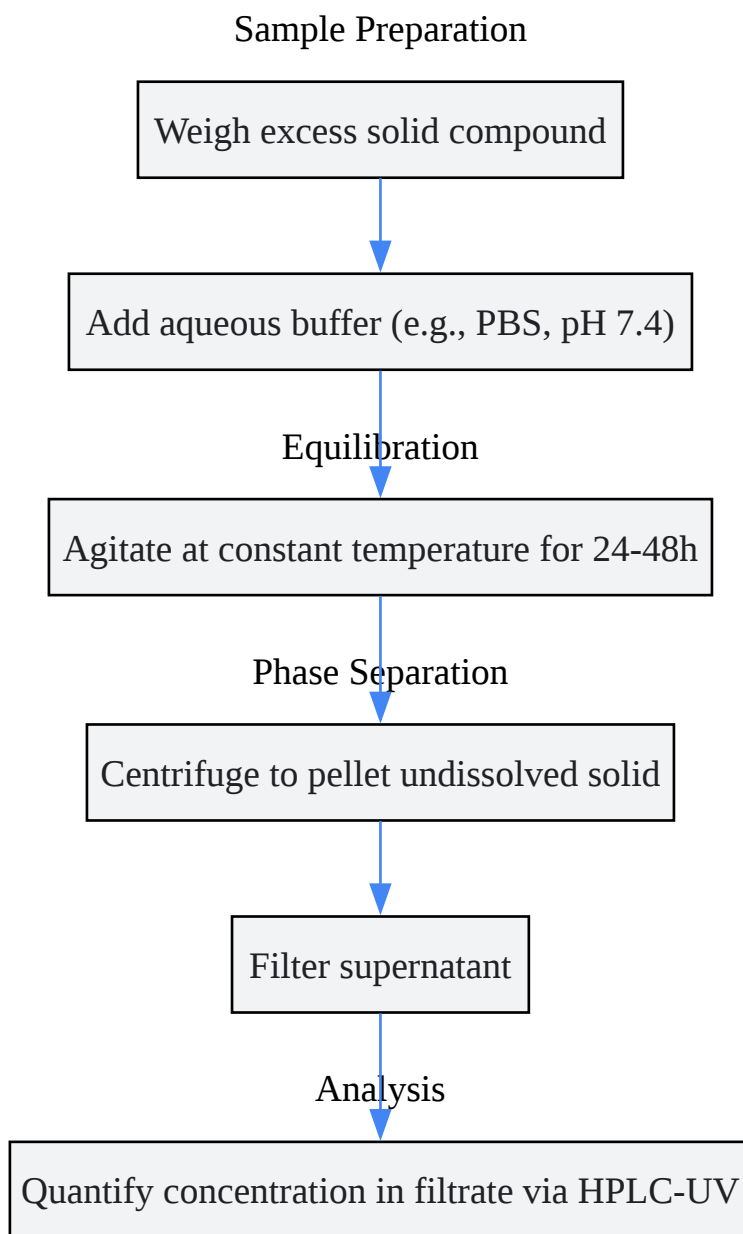 Sample Preparation
Weigh excess solid compound
Add aqueous buffer (e.g., PBS, pH 7.4)
Equilibration
Agitate at constant temperature for 24-48h
Phase Separation
Centrifuge to pellet undissolved solid
Filter supernatant
Analysis
Quantify concentration in filtrate via HPLC-UV